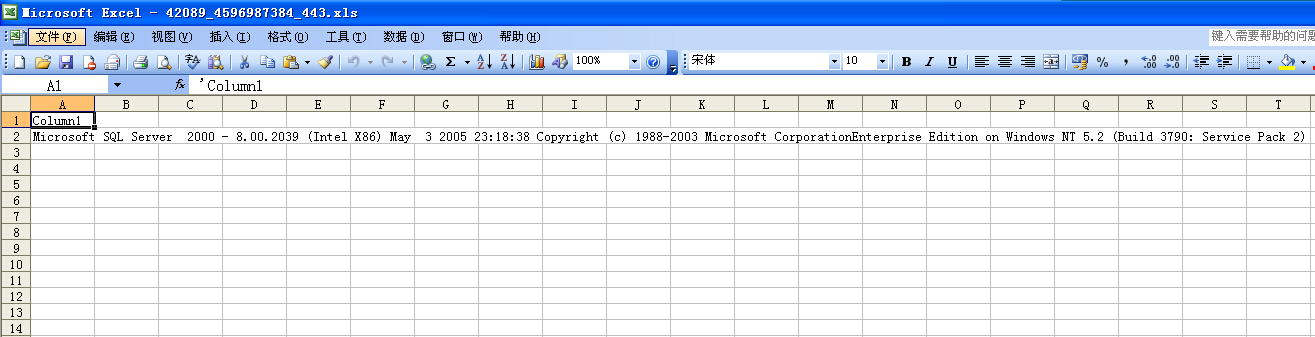 Microsoft Excel - 42089_4596987384_443.xls
文件(F) 编辑(E) 视图(V) 插入(I) 格式(O) 工具(T) 数据(D) 窗口(W) 帮助(H) 键入需要帮助的问题
100% 宋体 10 B I U % ,
A1 fx 'Column1
A B C D E F G H I J K L M N O P Q R S T
1 Column1
2 Microsoft SQL Server  2000 - 8.00.2039 (Intel X86) May  3 2005 23:18:38 Copyright (c) 1988-2003 Microsoft CorporationEnterprise Edition on Windows NT 5.2 (Build 3790: Service Pack 2)
3
4
5
6
7
8
9
10
11
12
13
14